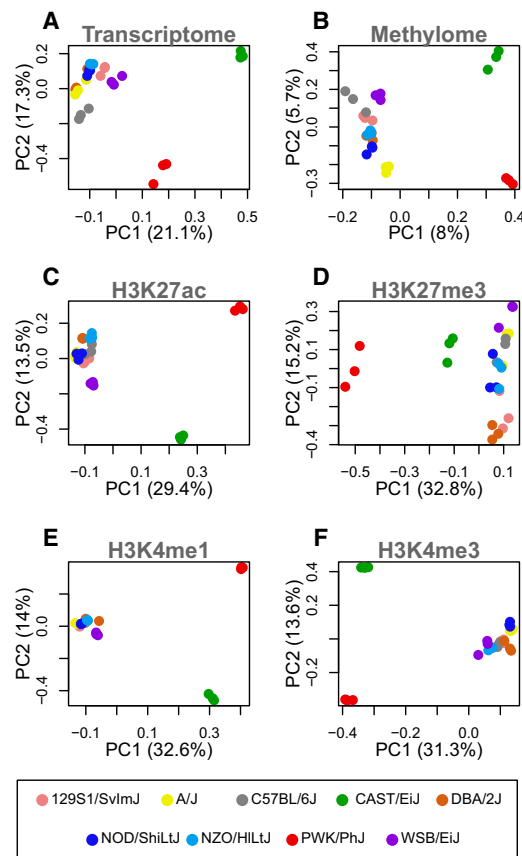 A
Transcriptome
PC2 (17.3%)
0.2
−0.4
−0.1 0.1 0.3 0.5
PC1 (21.1%)
B
Methylome
PC2 (5.7%)
0.4
0.0
−0.3
−0.2 0.0 0.2 0.4
PC1 (8%)
C
H3K27ac
PC2 (13.5%)
0.2
0.0
−0.4
−0.1 0.1 0.3
PC1 (29.4%)
D
H3K27me3
PC2 (15.2%)
0.3
0.1
−0.1
−0.4
−0.5 −0.3 −0.1 0.1
PC1 (32.8%)
E
H3K4me1
PC2 (14%)
0.0
−0.4
−0.1 0.1 0.3
PC1 (32.6%)
F
H3K4me3
PC2 (13.6%)
0.4
0.2
−0.2
−0.4 −0.2 0.0
PC1 (31.3%)
129S1/SvImJ A/J C57BL/6J CAST/EiJ DBA/2J
NOD/ShiLtJ NZO/HlLtJ PWK/PhJ WSB/EiJ